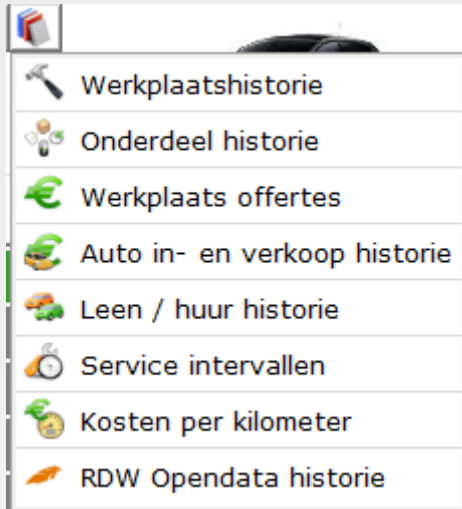 Werkplaatshistorie
Onderdeel historie
Werkplaats offertes
Auto in- en verkoop historie
Leen / huur historie
Service intervallen
Kosten per kilometer
RDW Opendata historie